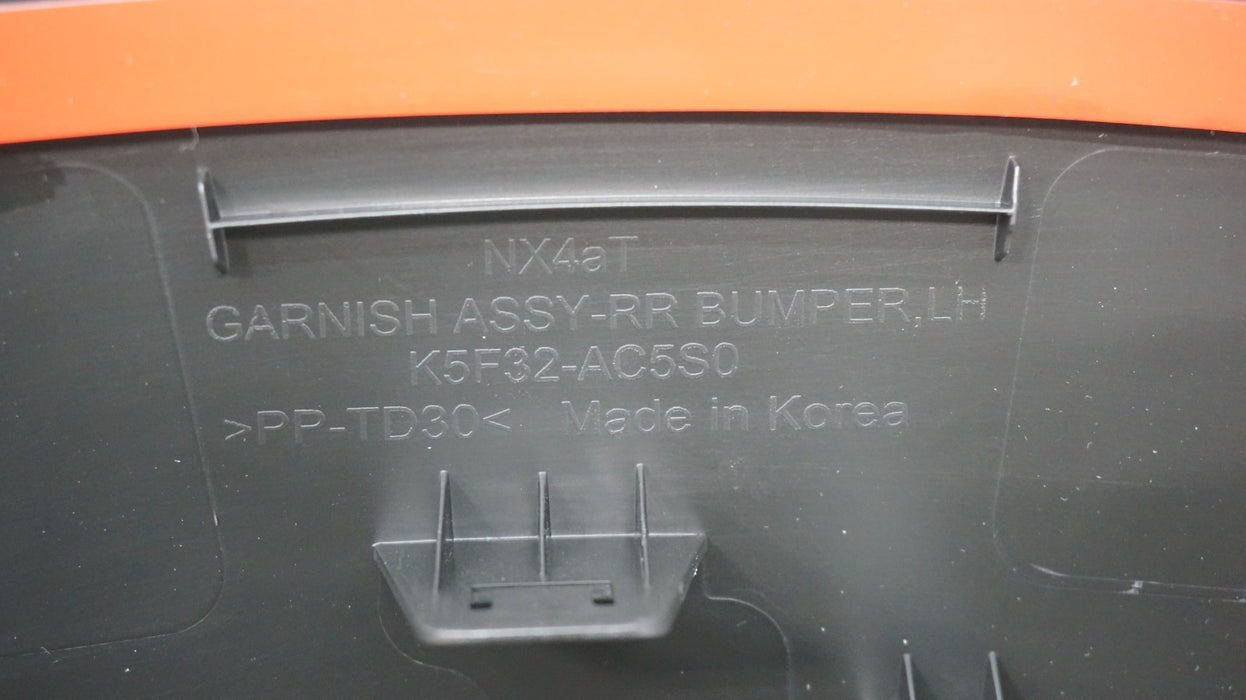 NX4aT
GARNISH ASSY-RR BUMPER,LH
K5F32-AC5S0
>PP-TD30< Made in Korea